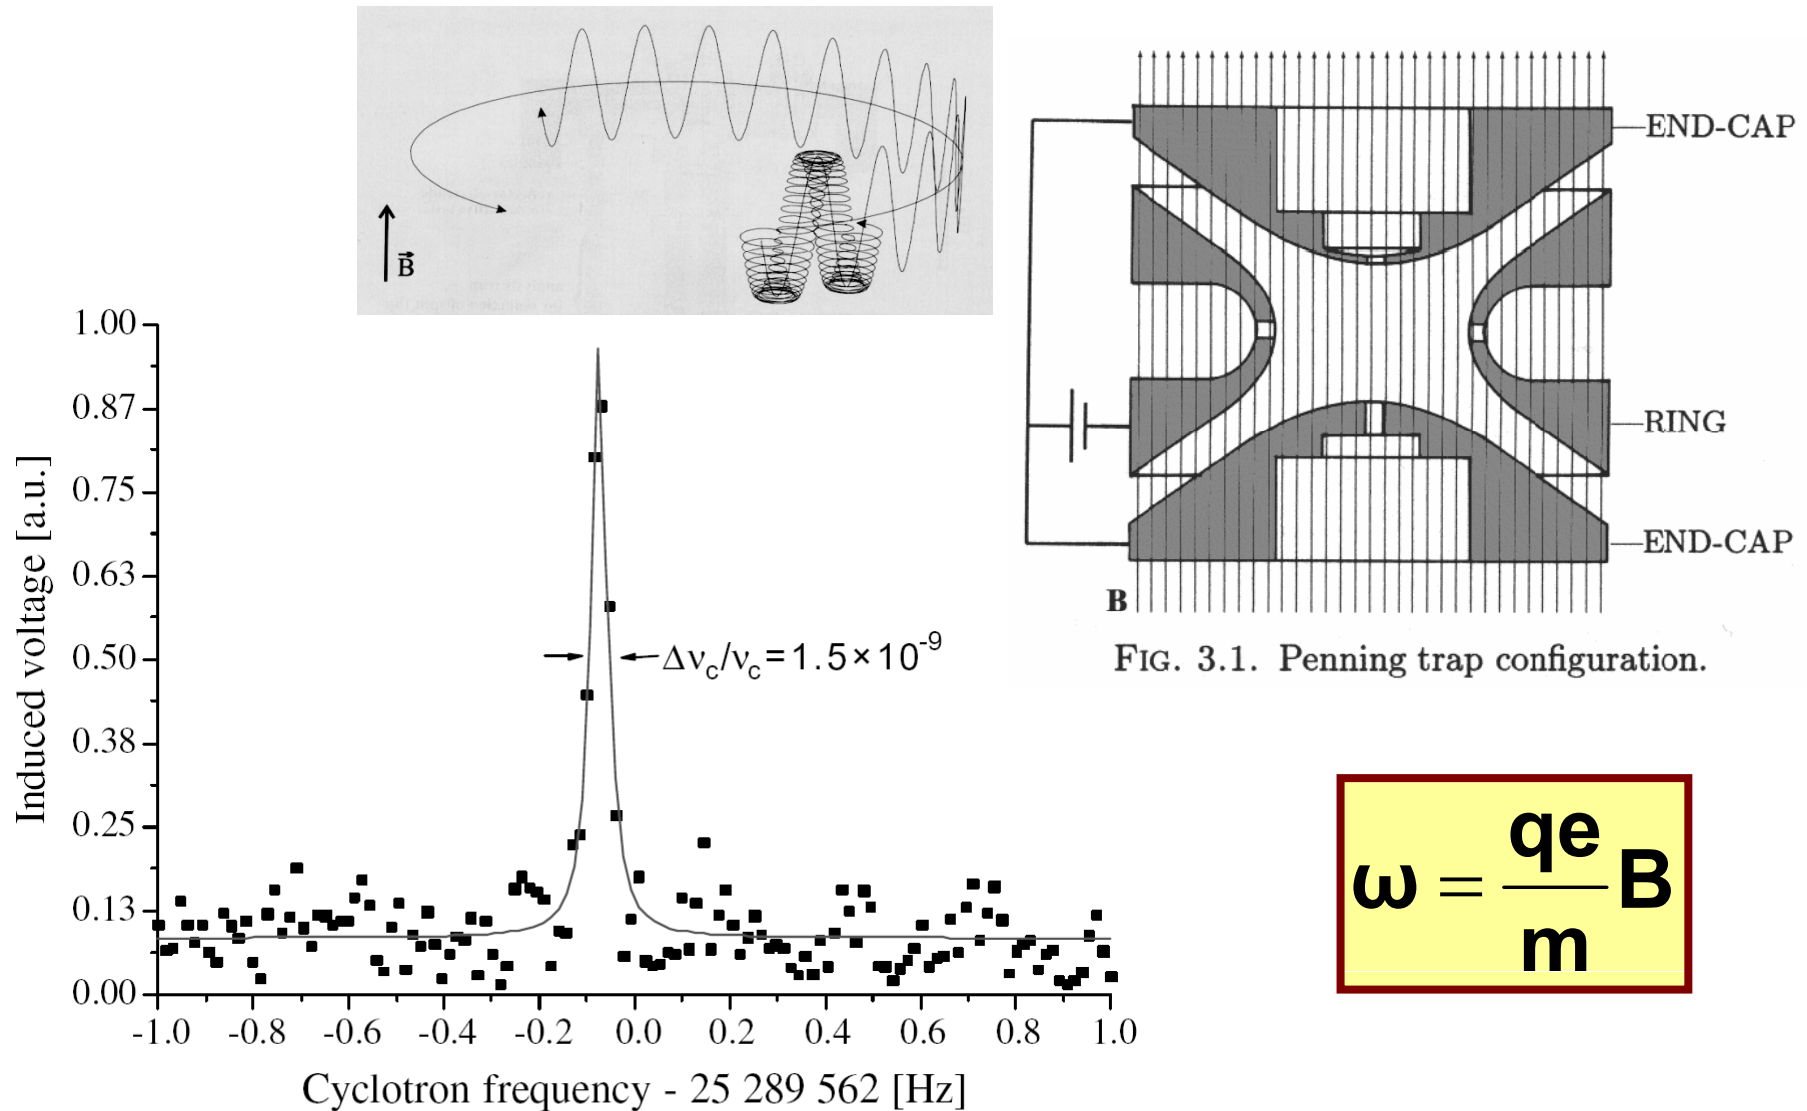 B
END-CAP
RING
END-CAP
B
FIG. 3.1. Penning trap configuration.
1.00
0.87
0.75
0.63
0.50
0.38
0.25
0.13
0.00
Induced voltage [a.u.]
Δνc/νc=1.5×10-9
-1.0 -0.8 -0.6 -0.4 -0.2 0.0 0.2 0.4 0.6 0.8 1.0
Cyclotron frequency - 25 289 562 [Hz]
ω = qe/m B